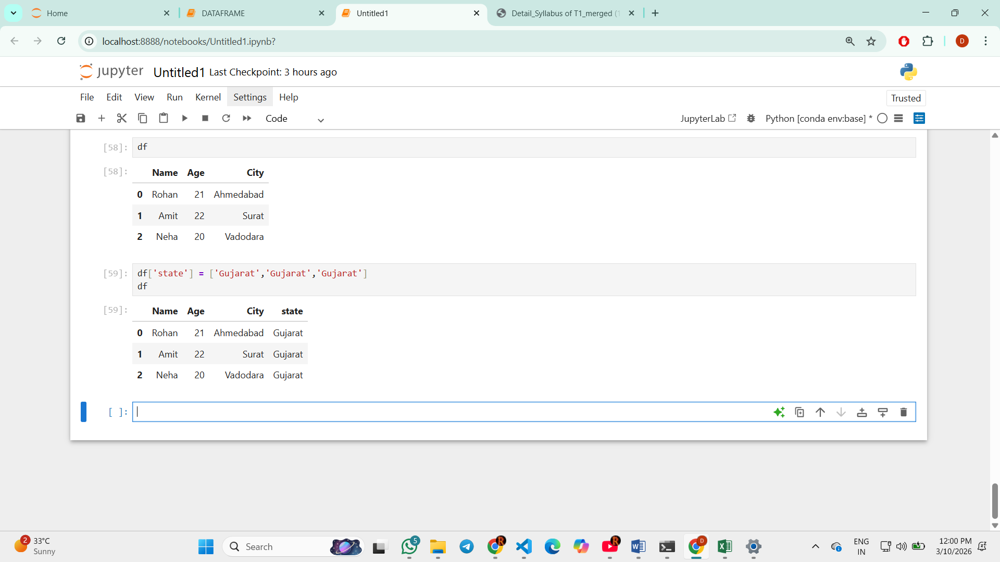 Home
DATAFRAME
Untitled1
Detail_Syllabus of T1_merged (1
localhost:8888/notebooks/Untitled1.ipynb?
D
jupyter Untitled1 Last Checkpoint: 3 hours ago
File Edit View Run Kernel Settings Help
Trusted
Code
JupyterLab
Python [conda env:base] *
[58]: df
[58]: Name Age City
0 Rohan 21 Ahmedabad
1 Amit 22 Surat
2 Neha 20 Vadodara
[59]: df['state'] = ['Gujarat','Gujarat','Gujarat']
df
[59]: Name Age City state
0 Rohan 21 Ahmedabad Gujarat
1 Amit 22 Surat Gujarat
2 Neha 20 Vadodara Gujarat
[ ]:
2
33°C
Sunny
Search
5
R
R
D
ENG
IN
12:00 PM
3/10/2026